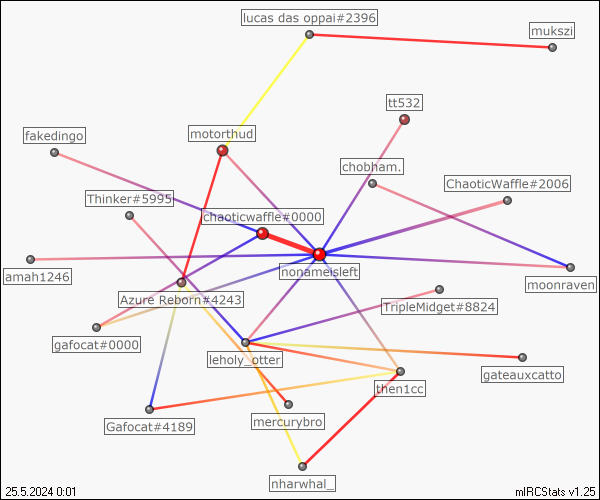 lucas das oppai#2396
mukszi
tt532
motorthud
fakedingo
chobham.
ChaoticWaffle#2006
Thinker#5995
chaoticwaffle#0000
nonameisleft
amah1246
moonraven
Azure Reborn#4243
TripleMidget#8824
gafocat#0000
leholy_otter
gateauxcatto
then1cc
mercurybro
Gafocat#4189
nharwhal_
25.5.2024 0:01
mIRCStats v1.25